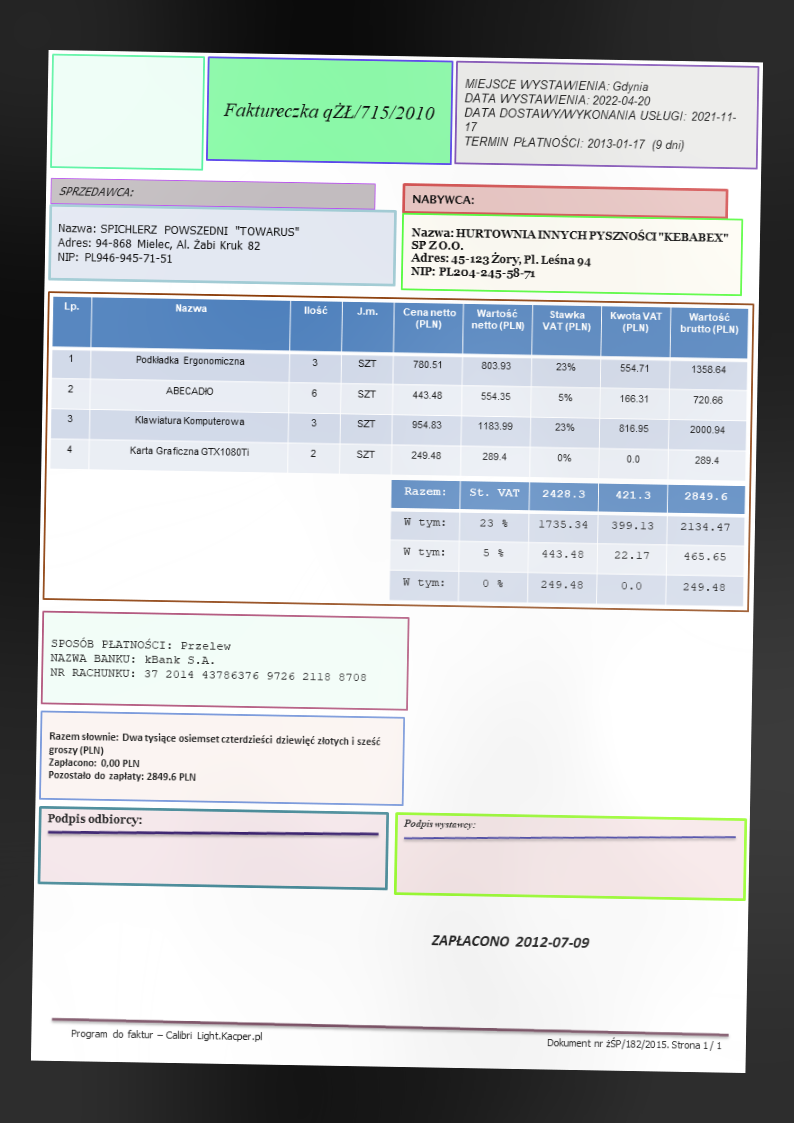 Faktureczka qŻŁ/715/2010
MIEJSCE WYSTAWIENIA: Gdynia
DATA WYSTAWIENIA: 2022-04-20
DATA DOSTAWY/WYKONANIA USŁUGI: 2021-11-
17
TERMIN PŁATNOŚCI: 2013-01-17 (9 dni)
SPRZEDAWCA:
Nazwa: SPICHLERZ POWSZEDNI "TOWARUS"
Adres: 94-868 Mielec, Al. Żabi Kruk 82
NIP: PL946-945-71-51
NABYWCA:
Nazwa: HURTOWNIA INNYCH PYSZNOŚCI "KEBABEX"
SP Z O.O.
Adres: 45-123 Żory, Pl. Leśna 94
NIP: PL204-245-58-71
Lp. Nazwa Ilość J.m. Cena netto (PLN) Wartość netto (PLN) Stawka VAT (PLN) Kwota VAT (PLN) Wartość brutto (PLN)
1 Podkładka Ergonomiczna 3 SZT 780.51 803.93 23% 554.71 1358.64
2 ABECADŁO 6 SZT 443.48 554.35 5% 166.31 720.66
3 Klawiatura Komputerowa 3 SZT 954.83 1183.99 23% 816.95 2000.94
4 Karta Graficzna GTX1080Ti 2 SZT 249.48 289.4 0% 0.0 289.4
Razem: St. VAT 2428.3 421.3 2849.6
W tym: 23 % 1735.34 399.13 2134.47
W tym: 5 % 443.48 22.17 465.65
W tym: 0 % 249.48 0.0 249.48
SPOSÓB PŁATNOŚCI: Przelew
NAZWA BANKU: kBank S.A.
NR RACHUNKU: 37 2014 43786376 9726 2118 8708
Razem słownie: Dwa tysiące osiemset czterdzieści dziewięć złotych i sześć
groszy (PLN)
Zapłacono: 0,00 PLN
Pozostało do zapłaty: 2849.6 PLN
Podpis odbiorcy:
Podpis wystawcy:
ZAPŁACONO 2012-07-09
Program do faktur – Calibri Light.Kacper.pl
Dokument nr żŚP/182/2015. Strona 1 / 1